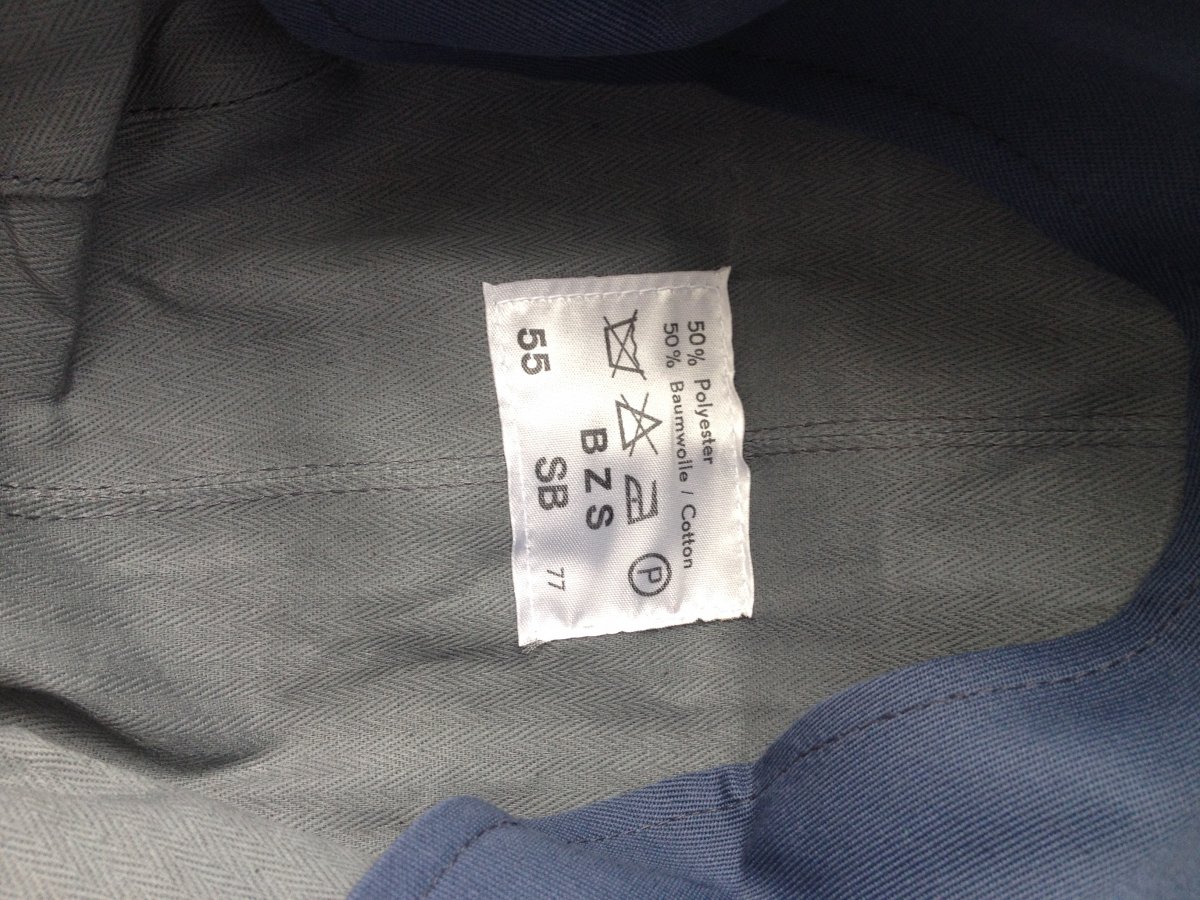 50% Polyester
50% Baumwolle / Cotton
P
B Z S
55 SB 77